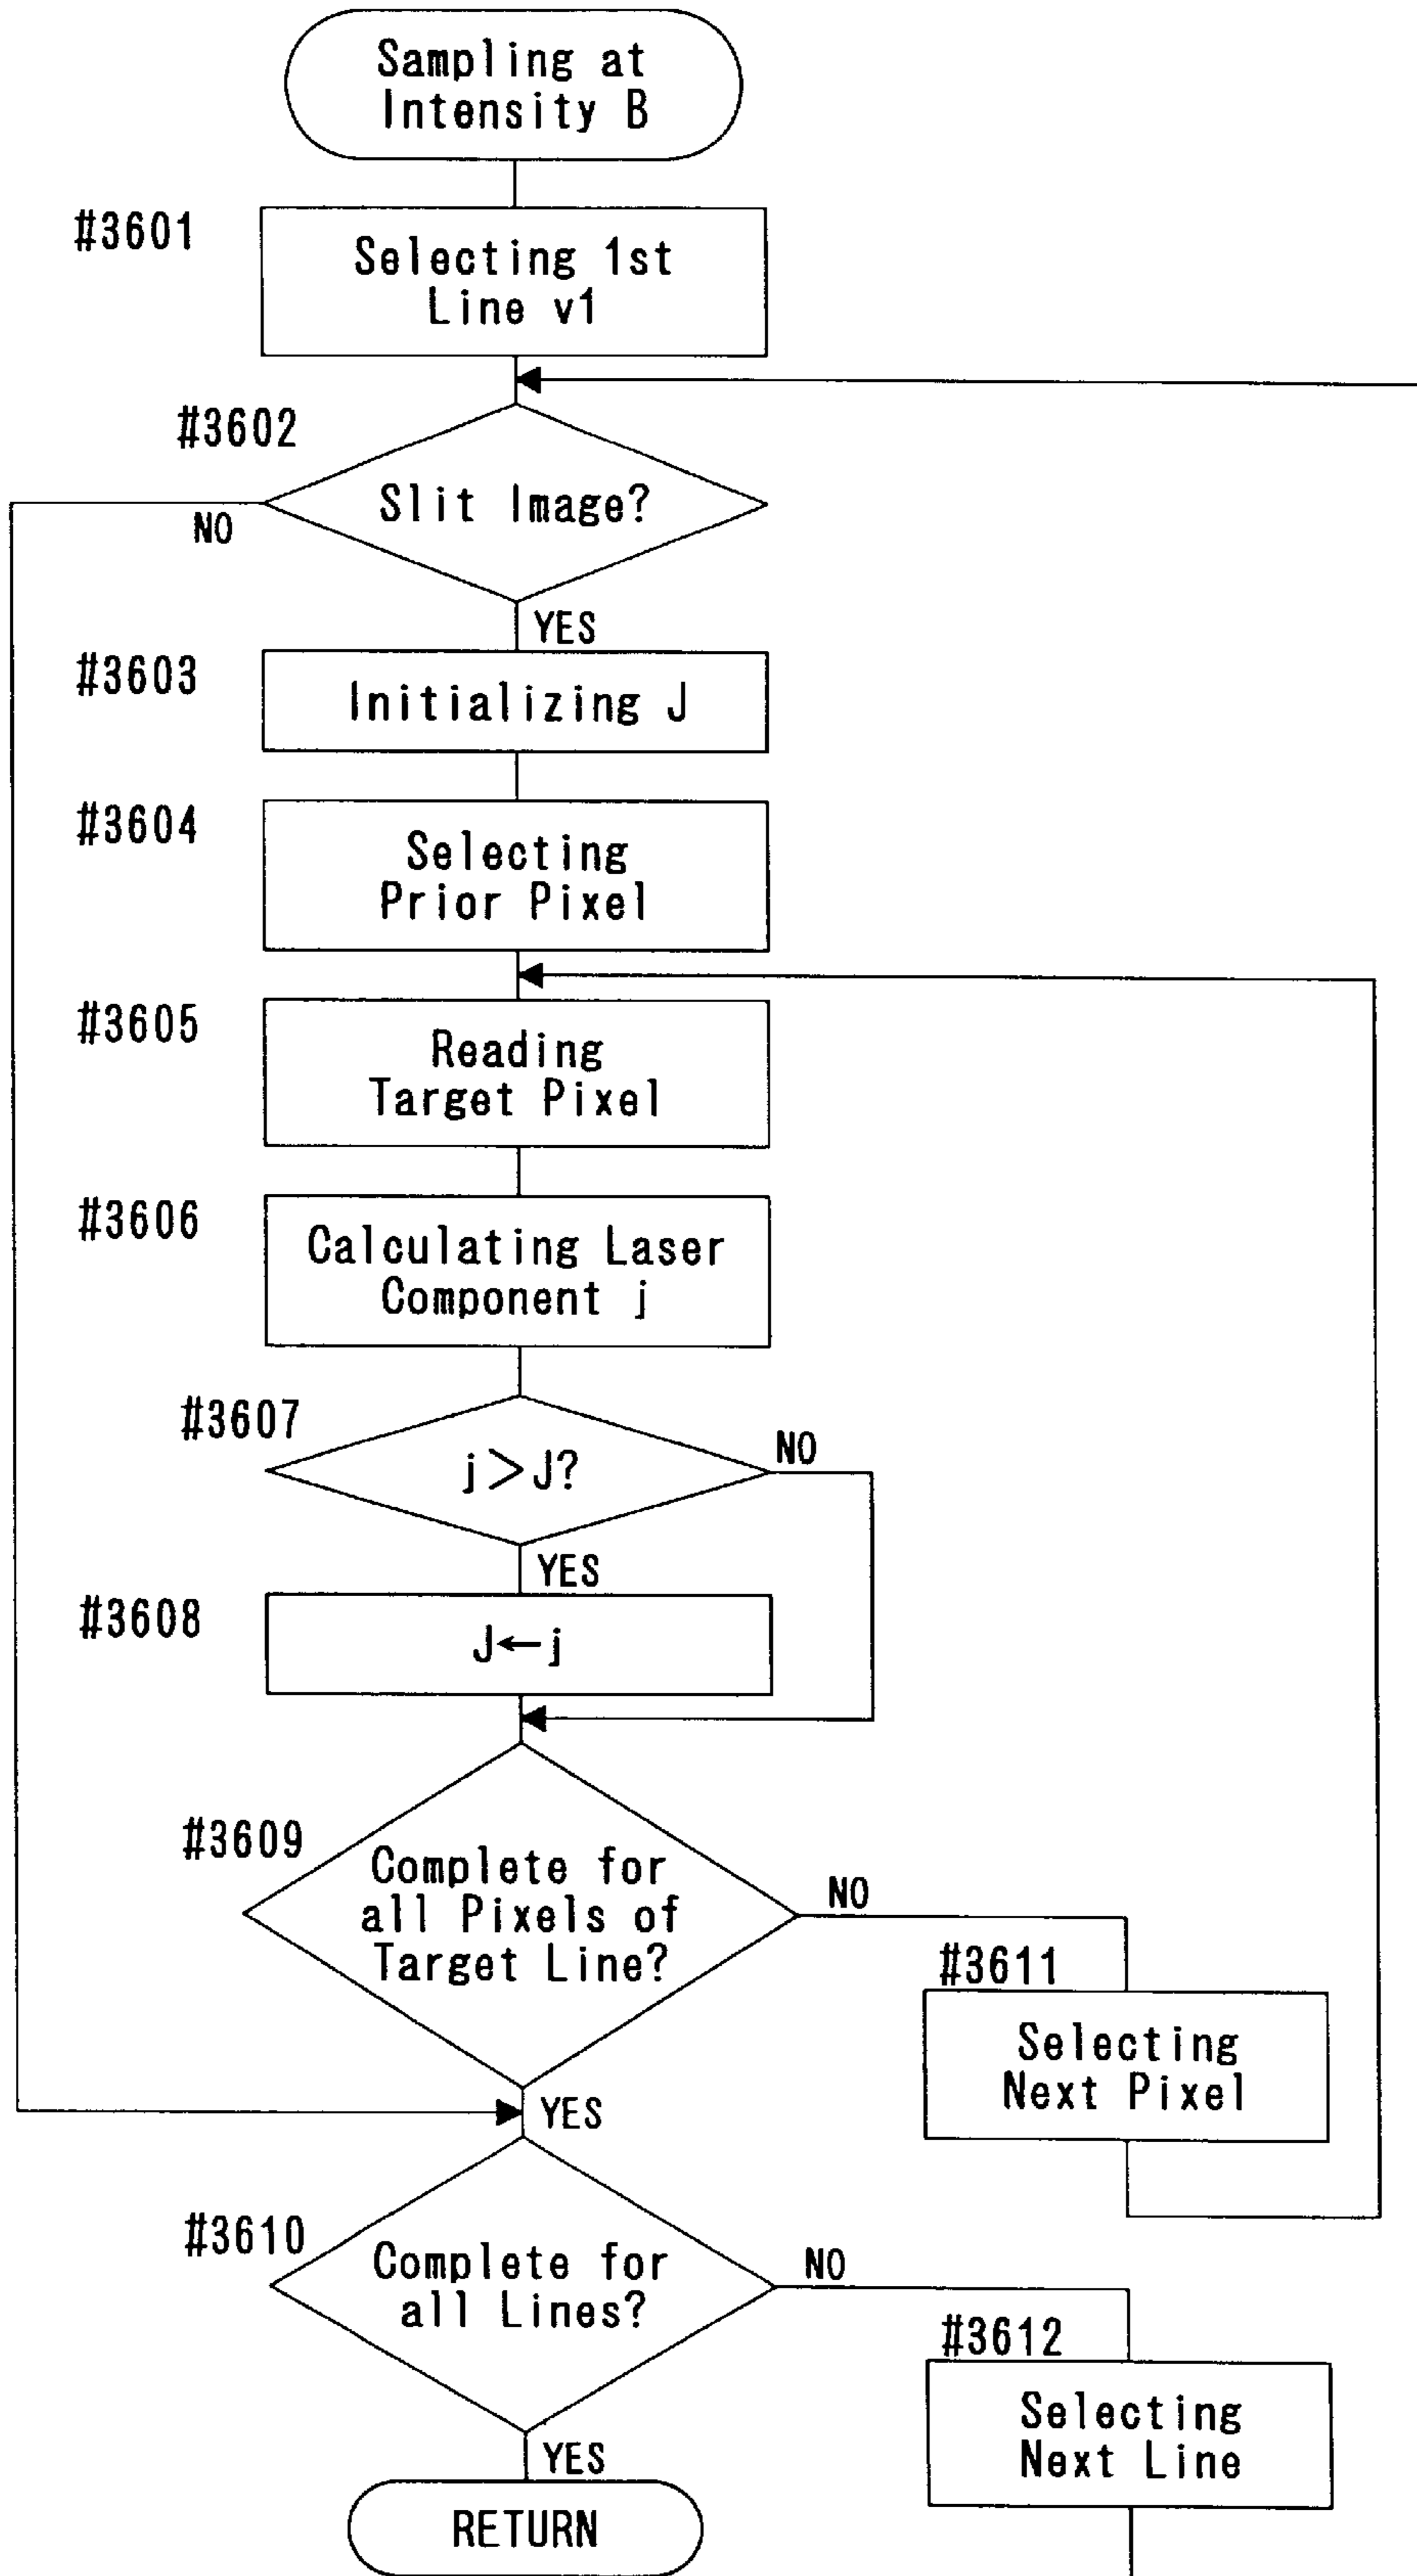 Sampling at
Intensity B
#3601
Selecting 1st
Line v1
#3602
Slit Image?
NO
YES
#3603
Initializing J
#3604
Selecting
Prior Pixel
#3605
Reading
Target Pixel
#3606
Calculating Laser
Component j
#3607
j>J?
NO
YES
#3608
J←j
#3609
Complete for
all Pixels of
Target Line?
NO
#3611
Selecting
Next Pixel
YES
#3610
Complete for
all Lines?
NO
#3612
Selecting
Next Line
YES
RETURN